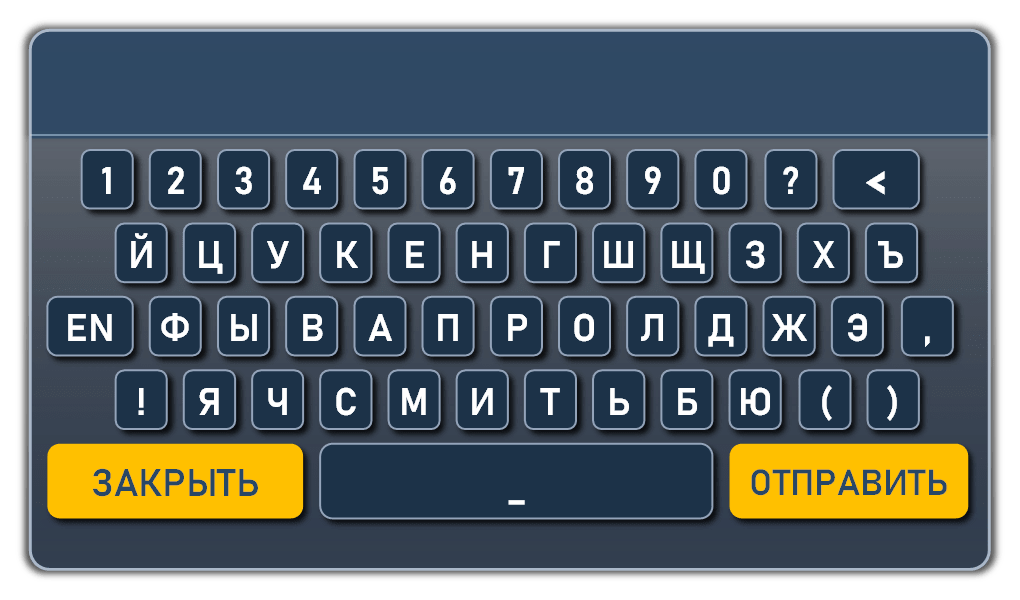 1 2 3 4 5 6 7 8 9 0 ? <
Й Ц У К Е Н Г Ш Щ З Х Ъ
EN Ф Ы В А П Р О Л Д Ж Э ,
! Я Ч С М И Т Ь Б Ю ( )
ЗАКРЫТЬ _ ОТПРАВИТЬ